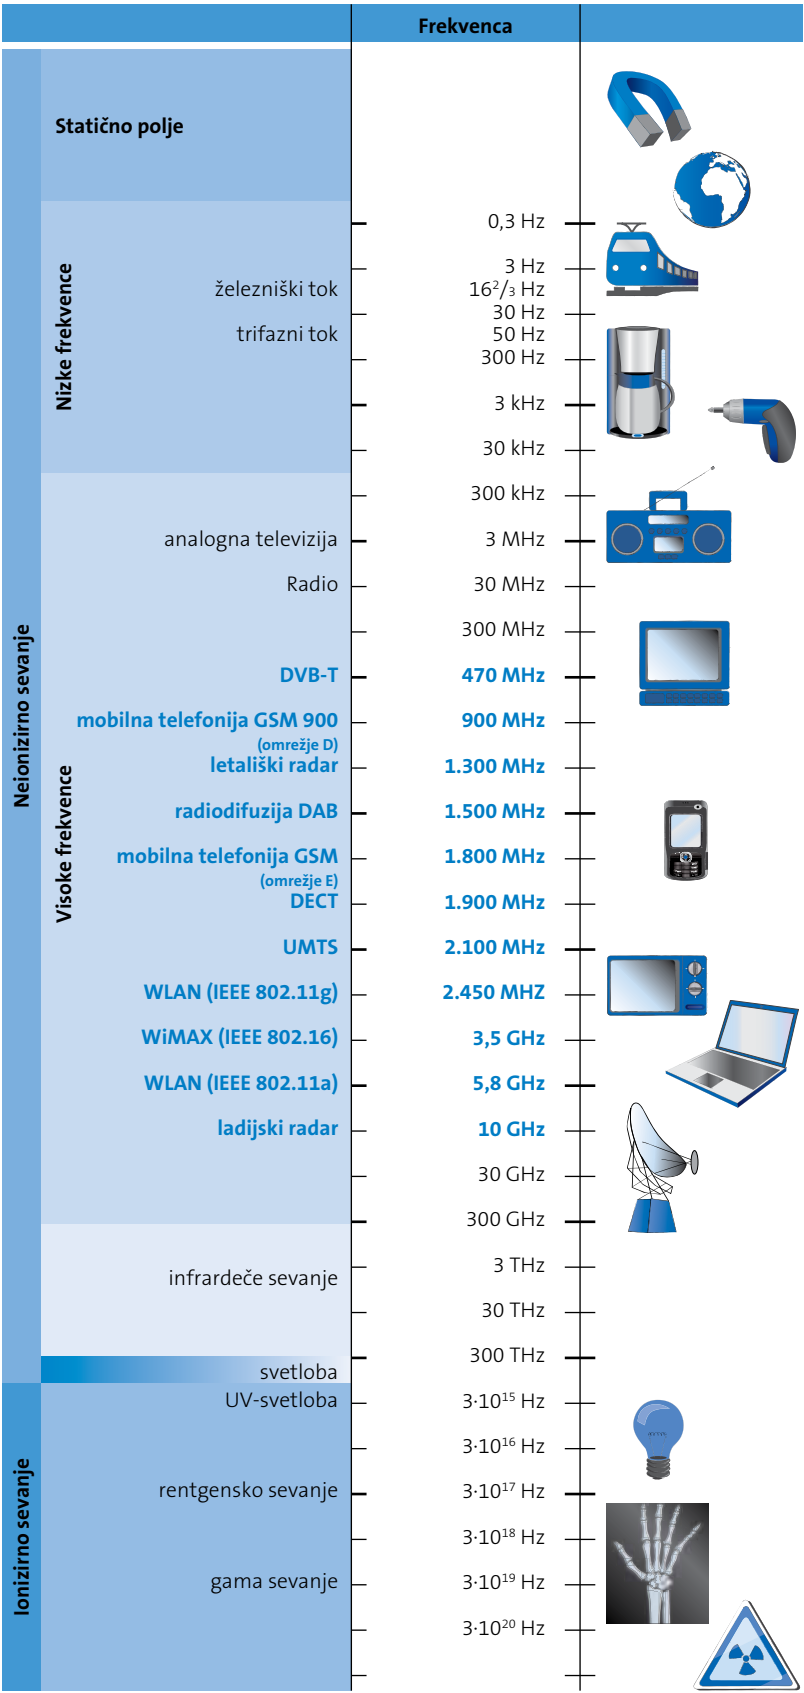 Frekvenca
Neionizirno sevanje
Statično polje
Nizke frekvence
0,3 Hz
3 Hz
železniški tok 16²/₃ Hz
30 Hz
trifazni tok 50 Hz
300 Hz
3 kHz
30 kHz
Visoke frekvence
300 kHz
analogna televizija 3 MHz
Radio 30 MHz
300 MHz
DVB-T 470 MHz
mobilna telefonija GSM 900 900 MHz
(omrežje D)
letališki radar 1.300 MHz
radiodifuzija DAB 1.500 MHz
mobilna telefonija GSM 1.800 MHz
(omrežje E)
DECT 1.900 MHz
UMTS 2.100 MHz
WLAN (IEEE 802.11g) 2.450 MHZ
WiMAX (IEEE 802.16) 3,5 GHz
WLAN (IEEE 802.11a) 5,8 GHz
ladijski radar 10 GHz
30 GHz
300 GHz
3 THz
infrardeče sevanje
30 THz
300 THz
svetloba
Ionizirno sevanje
UV-svetloba 3·10¹⁵ Hz
3·10¹⁶ Hz
rentgensko sevanje 3·10¹⁷ Hz
3·10¹⁸ Hz
gama sevanje 3·10¹⁹ Hz
3·10²⁰ Hz